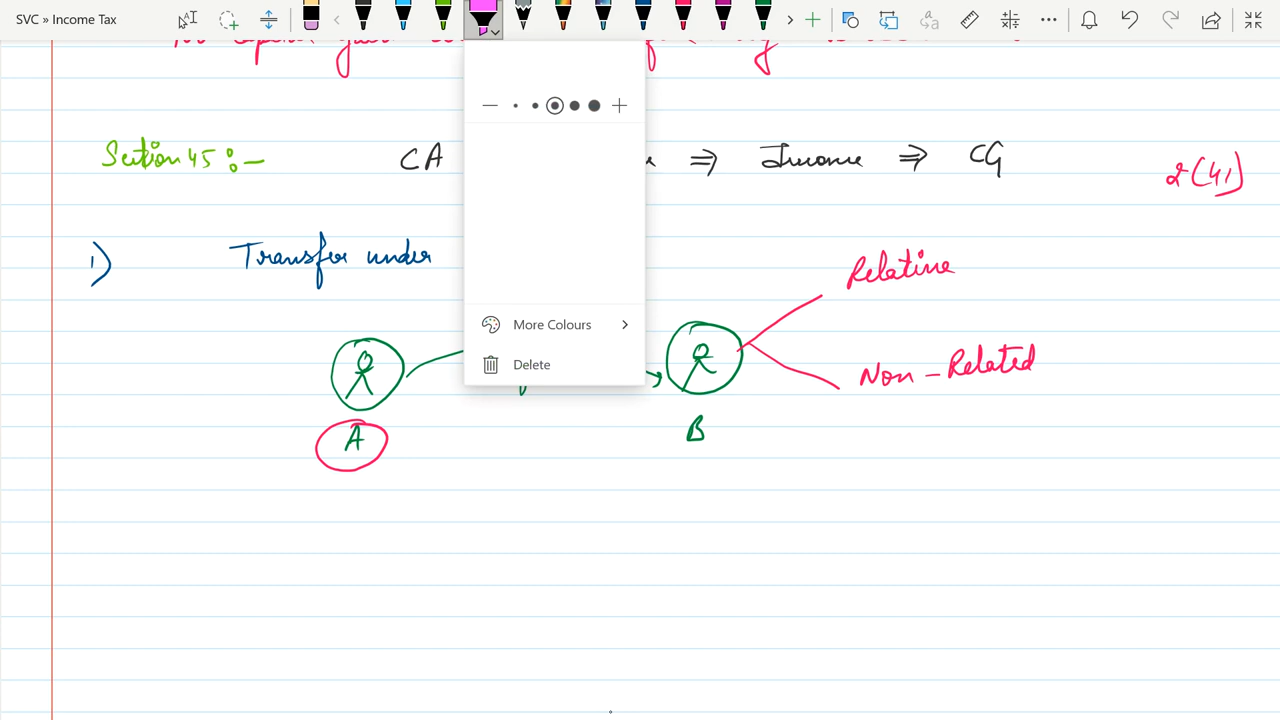 SVC » Income Tax
Section 45 :-
CA
⇒ Income ⇒ CG
2(41)
1) Transfer under
Relative
Non-Related
A
B
More Colours
Delete